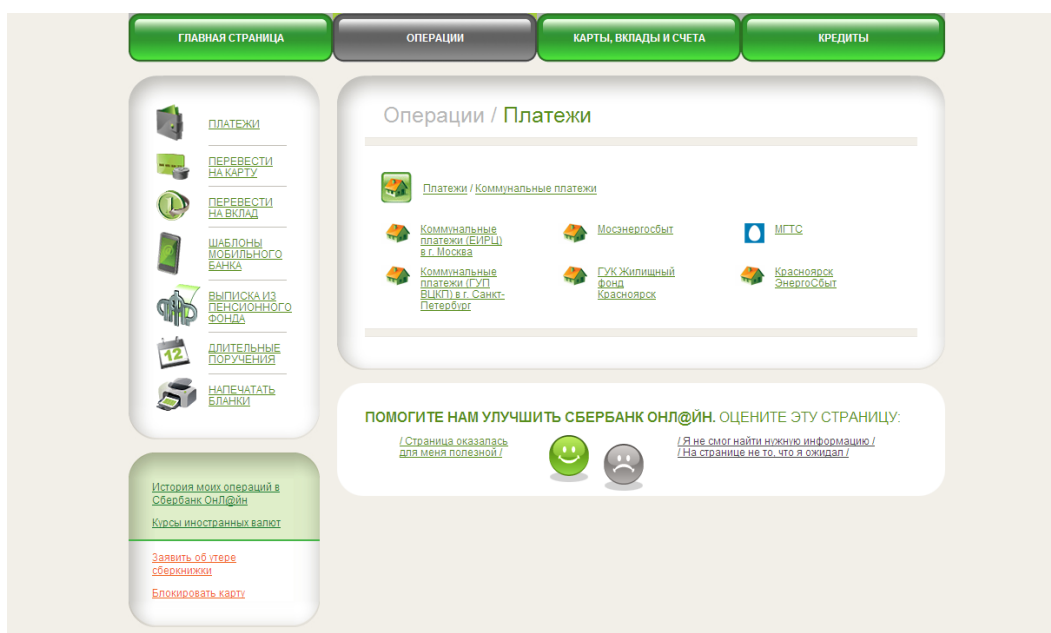 ГЛАВНАЯ СТРАНИЦА
ОПЕРАЦИИ
КАРТЫ, ВКЛАДЫ И СЧЕТА
КРЕДИТЫ
ПЛАТЕЖИ
ПЕРЕВЕСТИ
НА КАРТУ
ПЕРЕВЕСТИ
НА ВКЛАД
ШАБЛОНЫ
МОБИЛЬНОГО
БАНКА
ВЫПИСКА ИЗ
ПЕНСИОННОГО
ФОНДА
12
ДЛИТЕЛЬНЫЕ
ПОРУЧЕНИЯ
НАПЕЧАТАТЬ
БЛАНКИ
История моих операций в
Сбербанк ОнЛ@йн
Курсы иностранных валют
Заявить об утере
сберкнижки
Блокировать карту
Операции / Платежи
Платежи / Коммунальные платежи
Коммунальные
платежи (ЕИРЦ)
в г. Москва
Мосэнергосбыт
МГТС
Коммунальные
платежи (ГУП
ВЦКП) в г. Санкт-
Петербург
ГУК Жилищный
фонд
Красноярск
Красноярск
ЭнергоСбыт
ПОМОГИТЕ НАМ УЛУЧШИТЬ СБЕРБАНК ОНЛ@ЙН. ОЦЕНИТЕ ЭТУ СТРАНИЦУ:
/ Страница оказалась
для меня полезной /
/ Я не смог найти нужную информацию /
/ На странице не то, что я ожидал /